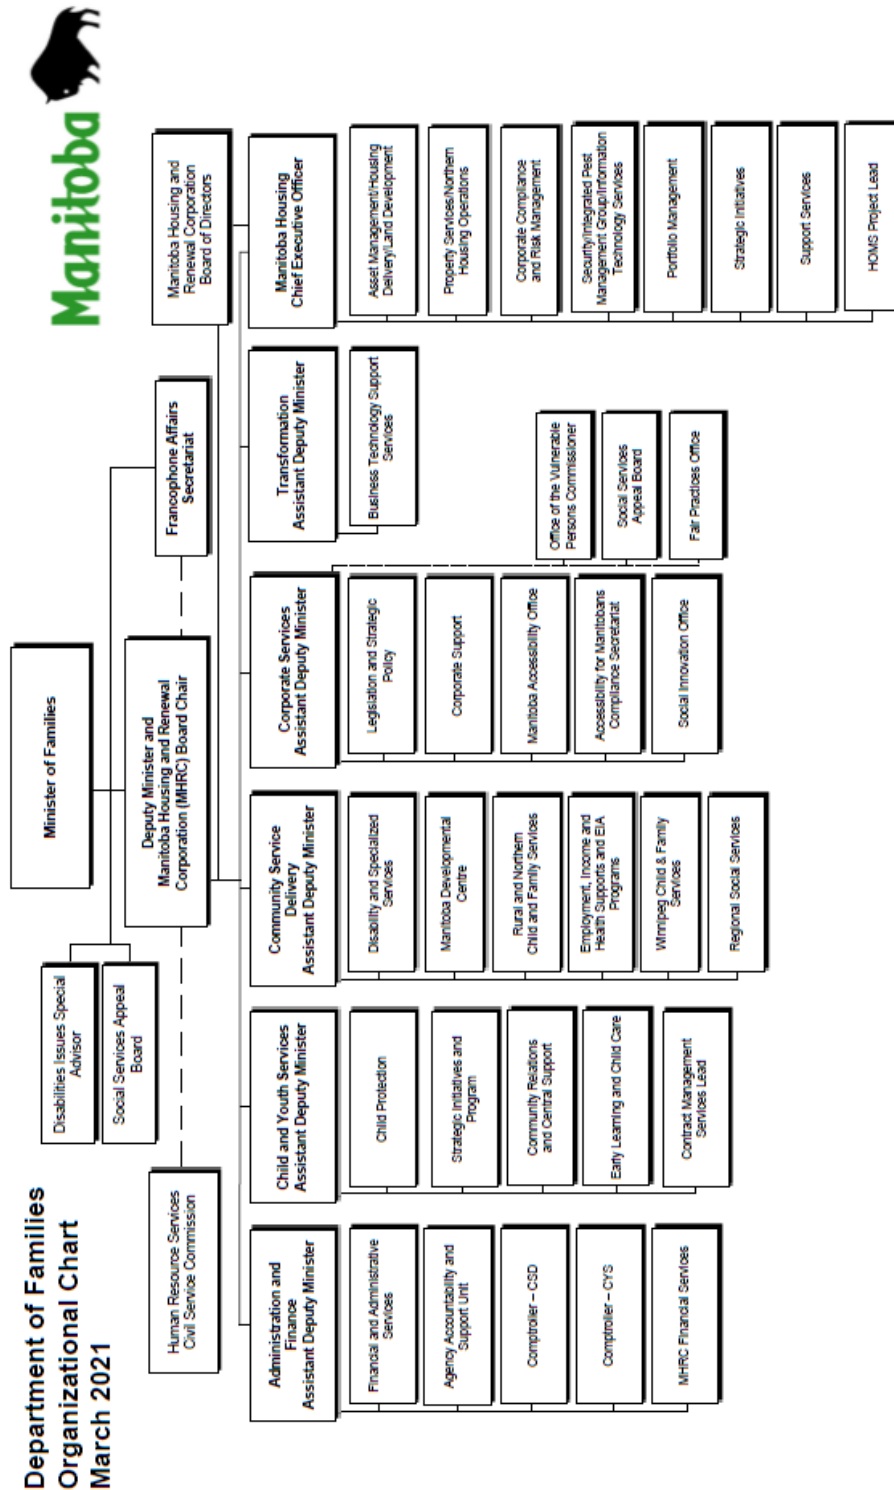 Department of Families
Organizational Chart
March 2021
Manitoba
Minister of Families
Disabilities Issues Special
Advisor
Social Services Appeal
Board
Human Resource Services
Civil Service Commission
Deputy Minister and
Manitoba Housing and Renewal
Corporation (MHRC) Board Chair
Francophone Affairs
Secretariat
Manitoba Housing and
Renewal Corporation
Board of Directors
Administration and
Finance
Assistant Deputy Minister
Financial and Administrative
Services
Agency Accountability and
Support Unit
Comptroller – CSD
Comptroller – CYS
MHRC Financial Services
Child and Youth Services
Assistant Deputy Minister
Child Protection
Strategic Initiatives and
Program
Community Relations
and Central Support
Early Learning and Child Care
Contract Management
Services Lead
Community Service
Delivery
Assistant Deputy Minister
Disability and Specialized
Services
Manitoba Developmental
Centre
Rural and Northern
Child and Family Services
Employment, Income and
Health Supports and EIA
Programs
Winnipeg Child & Family
Services
Regional Social Services
Corporate Services
Assistant Deputy Minister
Legislation and Strategic
Policy
Corporate Support
Manitoba Accessibility Office
Accessibility for Manitobans
Compliance Secretariat
Social Innovation Office
Office of the Vulnerable
Persons Commissioner
Social Services
Appeal Board
Fair Practices Office
Transformation
Assistant Deputy Minister
Business Technology Support
Services
Manitoba Housing
Chief Executive Officer
Asset Management/Housing
Delivery/Land Development
Property Services/Northern
Housing Operations
Corporate Compliance
and Risk Management
Security/Integrated Pest
Management Group/Information
Technology Services
Portfolio Management
Strategic Initiatives
Support Services
HOMS Project Lead